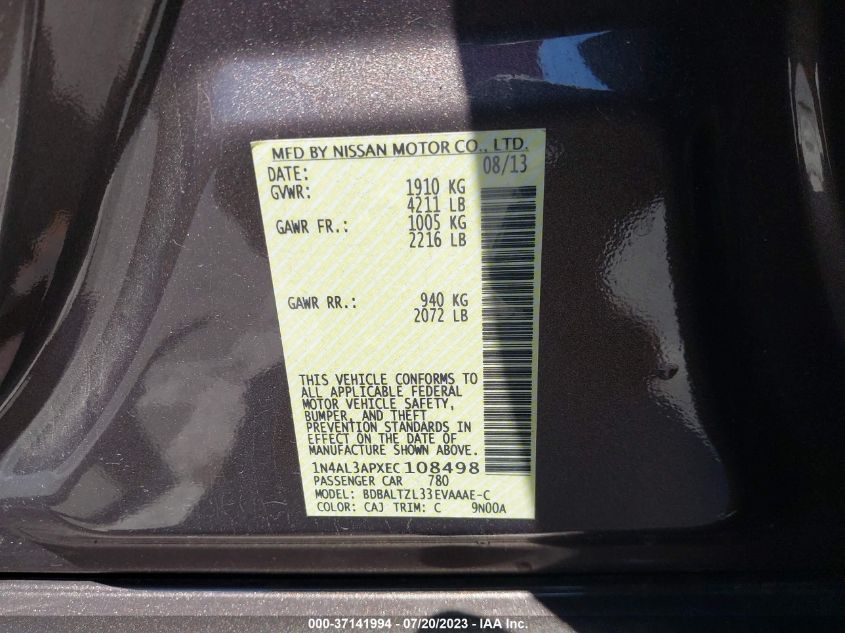 MFD BY NISSAN MOTOR CO., LTD.
DATE: 08/13
GVWR: 1910 KG
4211 LB
GAWR FR.: 1005 KG
2216 LB
GAWR RR.: 940 KG
2072 LB
THIS VEHICLE CONFORMS TO
ALL APPLICABLE FEDERAL
MOTOR VEHICLE SAFETY,
BUMPER, AND THEFT
PREVENTION STANDARDS IN
EFFECT ON THE DATE OF
MANUFACTURE SHOWN ABOVE.
1N4AL3APXEC108498
PASSENGER CAR 780
MODEL: BDBALTZL33EVAAAE-C
COLOR: CAJ TRIM: C 9N00A
000-37141994 - 07/20/2023 - IAA Inc.